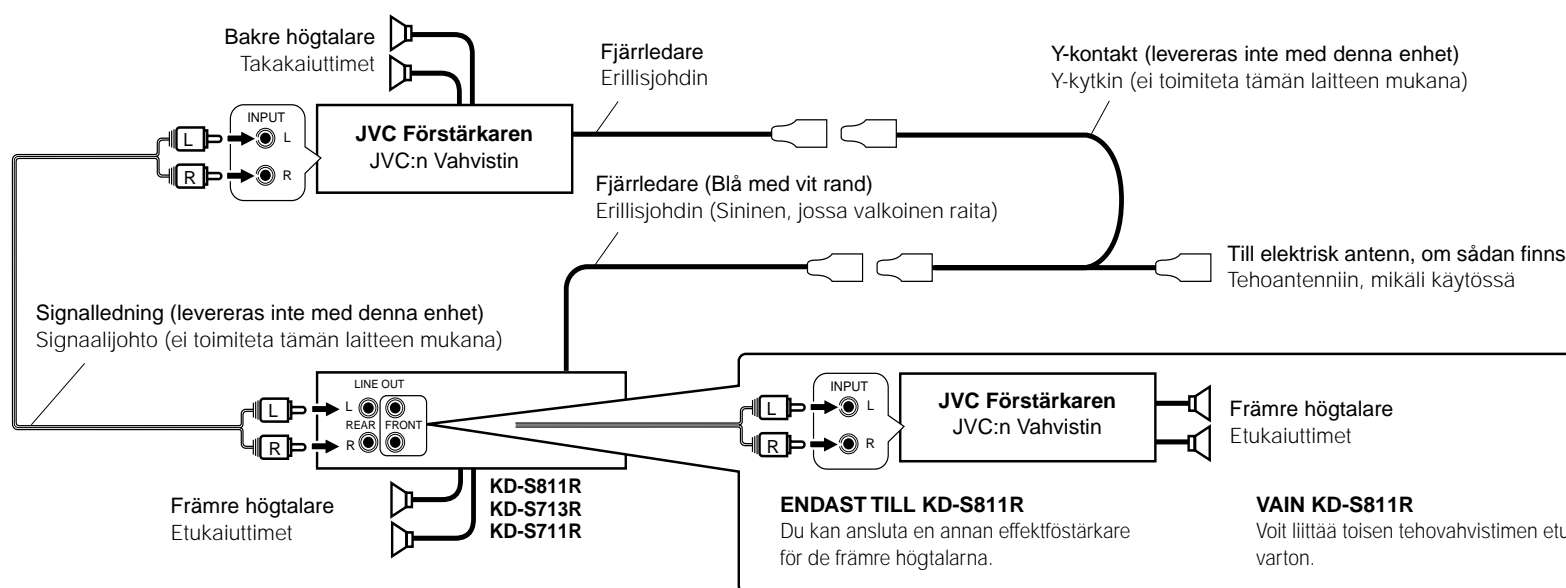 Bakre högtalare
Takakaiuttimet
Fjärrledare
Erillisjohdin
Y-kontakt (levereras inte med denna enhet)
Y-kytkin (ei toimiteta tämän laitteen mukana)
INPUT
L
L
R
R
JVC Förstärkaren
JVC:n Vahvistin
Fjärrledare (Blå med vit rand)
Erillisjohdin (Sininen, jossa valkoinen raita)
Till elektrisk antenn, om sådan finns
Tehoantenniin, mikäli käytössä
Signalledning (levereras inte med denna enhet)
Signaalijohto (ei toimiteta tämän laitteen mukana)
LINE OUT
L
L
REAR
FRONT
R
R
Främre högtalare
Etukaiuttimet
KD-S811R
KD-S713R
KD-S711R
INPUT
L
L
R
R
JVC Förstärkaren
JVC:n Vahvistin
Främre högtalare
Etukaiuttimet
ENDAST TILL KD-S811R
Du kan ansluta en annan effektföstärkare
för de främre högtalarna.
VAIN KD-S811R
Voit liittää toisen tehovahvistimen
varton.